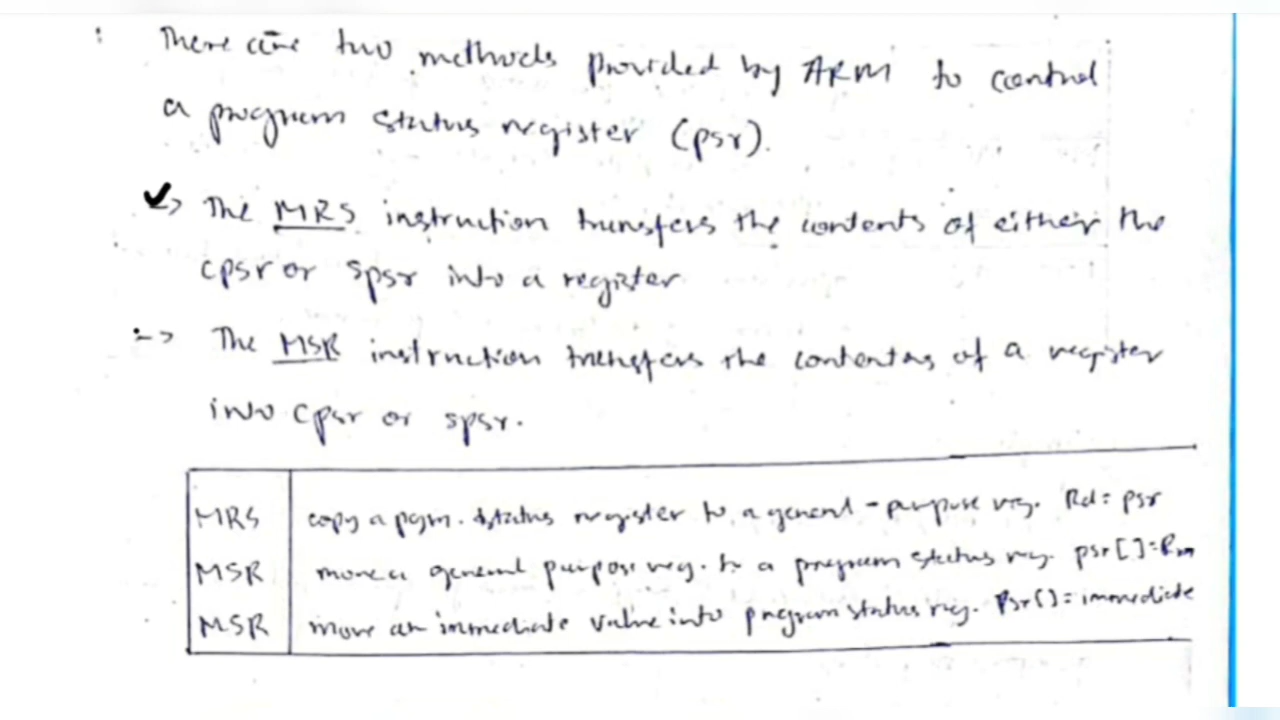 There are two methods provided by ARM to control
a program status register (psr).
-> The MRS instruction transfers the contents of either the
cpsr or spsr into a register
-> The MSR instruction transfers the contents of a register
into cpsr or spsr.
MRS copy a pgm. status register to a general-purpose reg. Rd = psr
MSR move a general purpose reg. to a program status reg. psr[]=Rm
MSR move an immediate value into program status reg. Psr[]=immediate